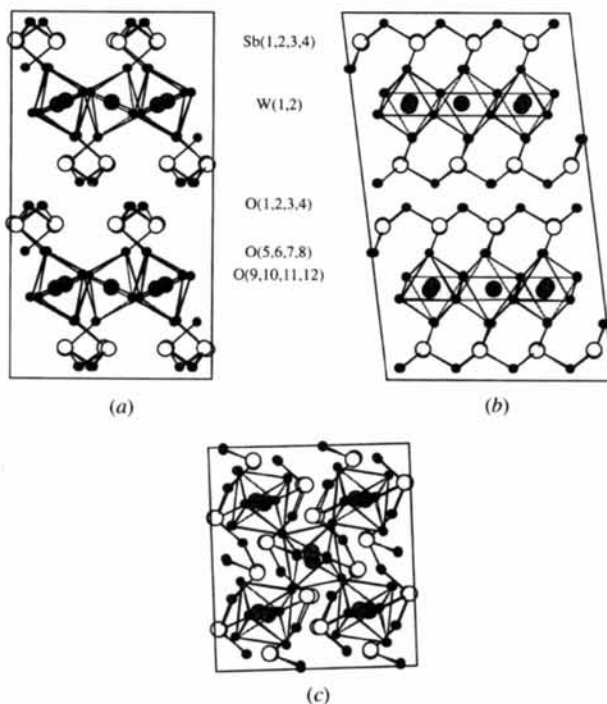 Sb(1,2,3,4)
W(1,2)
O(1,2,3,4)
O(5,6,7,8)
O(9,10,11,12)
(a)
(b)
(c)